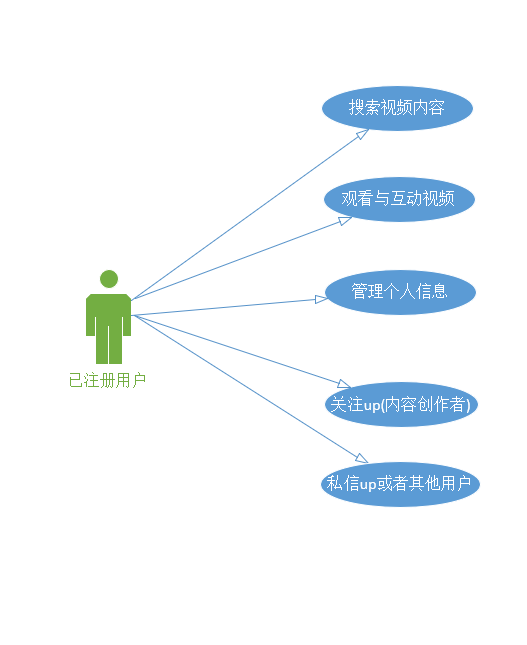 搜索视频内容
观看与互动视频
管理个人信息
已注册用户
关注up(内容创作者)
私信up或者其他用户